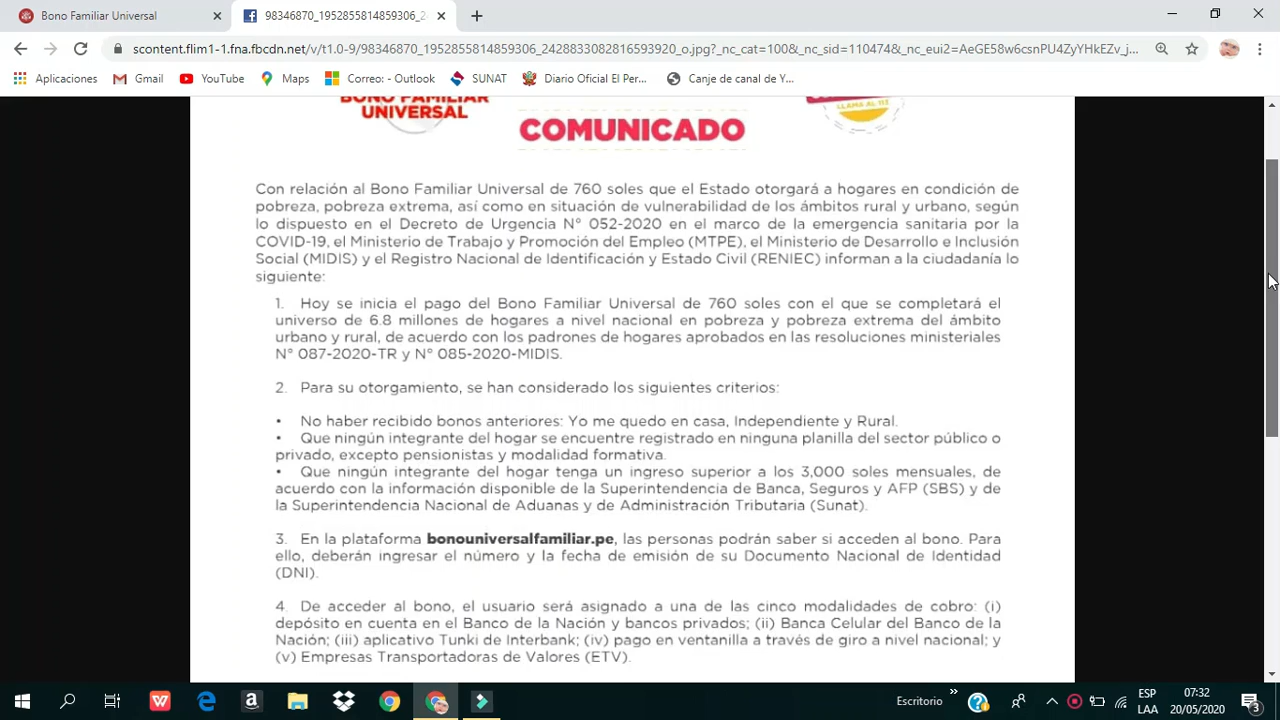 Bono Familiar Universal
98346870_1952855814859306_2
scontent.flim1-1.fna.fbcdn.net/v/t1.0-9/98346870_1952855814859306_2428833082816593920_o.jpg?_nc_cat=100&_nc_sid=110474&_nc_eui2=AeGE58w6csnPU4ZyYHkEZv_j...
Aplicaciones Gmail YouTube Maps Correo: - Outlook SUNAT Diario Oficial El Per... Canje de canal de Y...
BONO FAMILIAR
UNIVERSAL
LLAMA AL 113
COMUNICADO
Con relación al Bono Familiar Universal de 760 soles que el Estado otorgará a hogares en condición de
pobreza, pobreza extrema, así como en situación de vulnerabilidad de los ámbitos rural y urbano, según
lo dispuesto en el Decreto de Urgencia N° 052-2020 en el marco de la emergencia sanitaria por la
COVID-19, el Ministerio de Trabajo y Promoción del Empleo (MTPE), el Ministerio de Desarrollo e Inclusión
Social (MIDIS) y el Registro Nacional de Identificación y Estado Civil (RENIEC) informan a la ciudadanía lo
siguiente:
1. Hoy se inicia el pago del Bono Familiar Universal de 760 soles con el que se completará el
universo de 6.8 millones de hogares a nivel nacional en pobreza y pobreza extrema del ámbito
urbano y rural, de acuerdo con los padrones de hogares aprobados en las resoluciones ministeriales
N° 087-2020-TR y N° 085-2020-MIDIS.
2. Para su otorgamiento, se han considerado los siguientes criterios:
• No haber recibido bonos anteriores: Yo me quedo en casa, Independiente y Rural.
• Que ningún integrante del hogar se encuentre registrado en ninguna planilla del sector público o
privado, excepto pensionistas y modalidad formativa.
• Que ningún integrante del hogar tenga un ingreso superior a los 3,000 soles mensuales, de
acuerdo con la información disponible de la Superintendencia de Banca, Seguros y AFP (SBS) y de
la Superintendencia Nacional de Aduanas y de Administración Tributaria (Sunat).
3. En la plataforma bonouniversalfamiliar.pe, las personas podrán saber si acceden al bono. Para
ello, deberán ingresar el número y la fecha de emisión de su Documento Nacional de Identidad
(DNI).
4. De acceder al bono, el usuario será asignado a una de las cinco modalidades de cobro: (i)
depósito en cuenta en el Banco de la Nación y bancos privados; (ii) Banca Celular del Banco de la
Nación; (iii) aplicativo Tunki de Interbank; (iv) pago en ventanilla a través de giro a nivel nacional; y
(v) Empresas Transportadoras de Valores (ETV).
Escritorio
ESP
LAA
07:32
20/05/2020
3